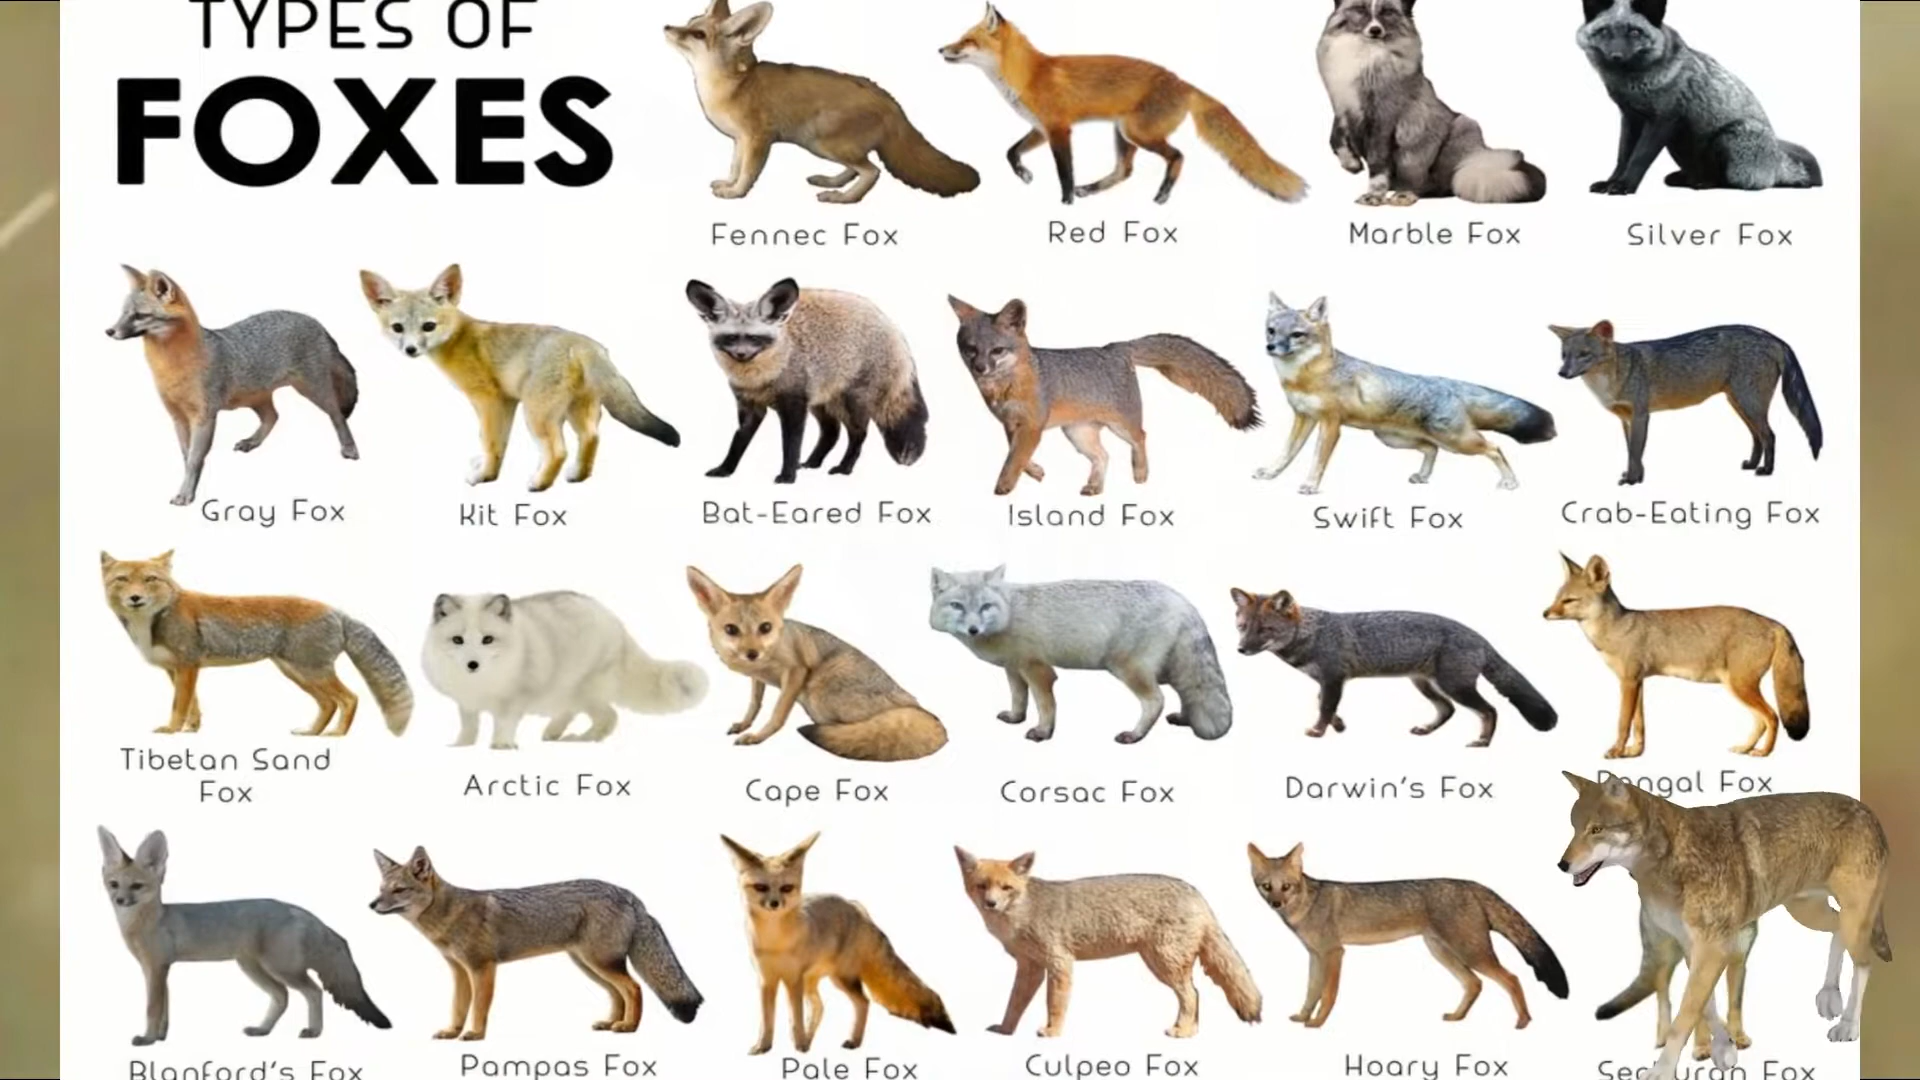 TYPES OF
FOXES
Fennec Fox
Red Fox
Marble Fox
Silver Fox
Gray Fox
Kit Fox
Bat-Eared Fox
Island Fox
Swift Fox
Crab-Eating Fox
Tibetan Sand
Fox
Arctic Fox
Cape Fox
Corsac Fox
Darwin's Fox
Fox
Blanford's Fox
Pampas Fox
Pale Fox
Culpeo Fox
Hoary Fox
Fox